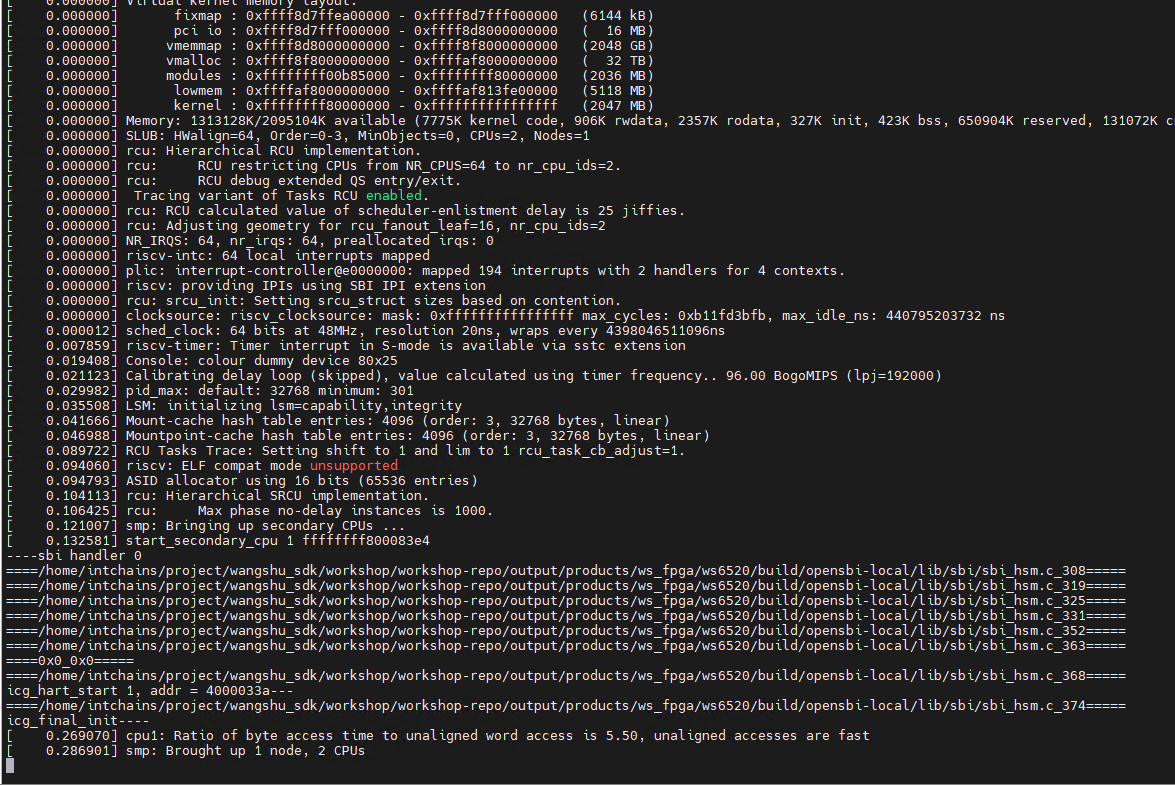 [    0.000000] Virtual kernel memory layout:
[    0.000000]       fixmap : 0xffff8d7ffea00000 - 0xffff8d7fff000000   (6144 kB)
[    0.000000]       pci io : 0xffff8d7fff000000 - 0xffff8d8000000000   (  16 MB)
[    0.000000]      vmemmap : 0xffff8d8000000000 - 0xffff8f8000000000   (2048 GB)
[    0.000000]      vmalloc : 0xffff8f8000000000 - 0xffffaf8000000000   (  32 TB)
[    0.000000]      modules : 0xffffffff00b85000 - 0xffffffff80000000   (2036 MB)
[    0.000000]       lowmem : 0xffffaf8000000000 - 0xffffaf813fe00000   (5118 MB)
[    0.000000]       kernel : 0xffffffff80000000 - 0xffffffffffffffff   (2047 MB)
[    0.000000] Memory: 1313128K/2095104K available (7775K kernel code, 906K rwdata, 2357K rodata, 327K init, 423K bss, 650904K reserved, 131072K
[    0.000000] SLUB: HWalign=64, Order=0-3, MinObjects=0, CPUs=2, Nodes=1
[    0.000000] rcu: Hierarchical RCU implementation.
[    0.000000] rcu:     RCU restricting CPUs from NR_CPUS=64 to nr_cpu_ids=2.
[    0.000000] rcu:     RCU debug extended QS entry/exit.
[    0.000000]  Tracing variant of Tasks RCU enabled.
[    0.000000] rcu: RCU calculated value of scheduler-enlistment delay is 25 jiffies.
[    0.000000] rcu: Adjusting geometry for rcu_fanout_leaf=16, nr_cpu_ids=2
[    0.000000] NR_IRQS: 64, nr_irqs: 64, preallocated irqs: 0
[    0.000000] riscv-intc: 64 local interrupts mapped
[    0.000000] plic: interrupt-controller@e0000000: mapped 194 interrupts with 2 handlers for 4 contexts.
[    0.000000] riscv: providing IPIs using SBI IPI extension
[    0.000000] rcu: srcu_init: Setting srcu_struct sizes based on contention.
[    0.000000] clocksource: riscv_clocksource: mask: 0xffffffffffffffff max_cycles: 0xb11fd3bfb, max_idle_ns: 440795203732 ns
[    0.000012] sched_clock: 64 bits at 48MHz, resolution 20ns, wraps every 4398046511096ns
[    0.007859] riscv-timer: Timer interrupt in S-mode is available via sstc extension
[    0.019408] Console: colour dummy device 80x25
[    0.021123] Calibrating delay loop (skipped), value calculated using timer frequency.. 96.00 BogoMIPS (lpj=192000)
[    0.029982] pid_max: default: 32768 minimum: 301
[    0.035508] LSM: initializing lsm=capability,integrity
[    0.041666] Mount-cache hash table entries: 4096 (order: 3, 32768 bytes, linear)
[    0.046988] Mountpoint-cache hash table entries: 4096 (order: 3, 32768 bytes, linear)
[    0.089722] RCU Tasks Trace: Setting shift to 1 and lim to 1 rcu_task_cb_adjust=1.
[    0.094060] riscv: ELF compat mode unsupported
[    0.094793] ASID allocator using 16 bits (65536 entries)
[    0.104113] rcu: Hierarchical SRCU implementation.
[    0.106425] rcu:     Max phase no-delay instances is 1000.
[    0.121007] smp: Bringing up secondary CPUs ...
[    0.132581] start_secondary_cpu 1 ffffffff800083e4
----sbi handler 0
====/home/intchains/project/wangshu_sdk/workshop/workshop-repo/output/products/ws_fpga/ws6520/build/opensbi-local/lib/sbi/sbi_hsm.c_308=====
====/home/intchains/project/wangshu_sdk/workshop/workshop-repo/output/products/ws_fpga/ws6520/build/opensbi-local/lib/sbi/sbi_hsm.c_319=====
====/home/intchains/project/wangshu_sdk/workshop/workshop-repo/output/products/ws_fpga/ws6520/build/opensbi-local/lib/sbi/sbi_hsm.c_325=====
====/home/intchains/project/wangshu_sdk/workshop/workshop-repo/output/products/ws_fpga/ws6520/build/opensbi-local/lib/sbi/sbi_hsm.c_331=====
====/home/intchains/project/wangshu_sdk/workshop/workshop-repo/output/products/ws_fpga/ws6520/build/opensbi-local/lib/sbi/sbi_hsm.c_352=====
====/home/intchains/project/wangshu_sdk/workshop/workshop-repo/output/products/ws_fpga/ws6520/build/opensbi-local/lib/sbi/sbi_hsm.c_363=====
====0x0_0x0=====
====/home/intchains/project/wangshu_sdk/workshop/workshop-repo/output/products/ws_fpga/ws6520/build/opensbi-local/lib/sbi/sbi_hsm.c_368=====
icg_hart_start 1, addr = 4000033a---
====/home/intchains/project/wangshu_sdk/workshop/workshop-repo/output/products/ws_fpga/ws6520/build/opensbi-local/lib/sbi/sbi_hsm.c_374=====
icg_final_init----
[    0.269070] cpu1: Ratio of byte access time to unaligned word access is 5.50, unaligned accesses are fast
[    0.286901] smp: Brought up 1 node, 2 CPUs